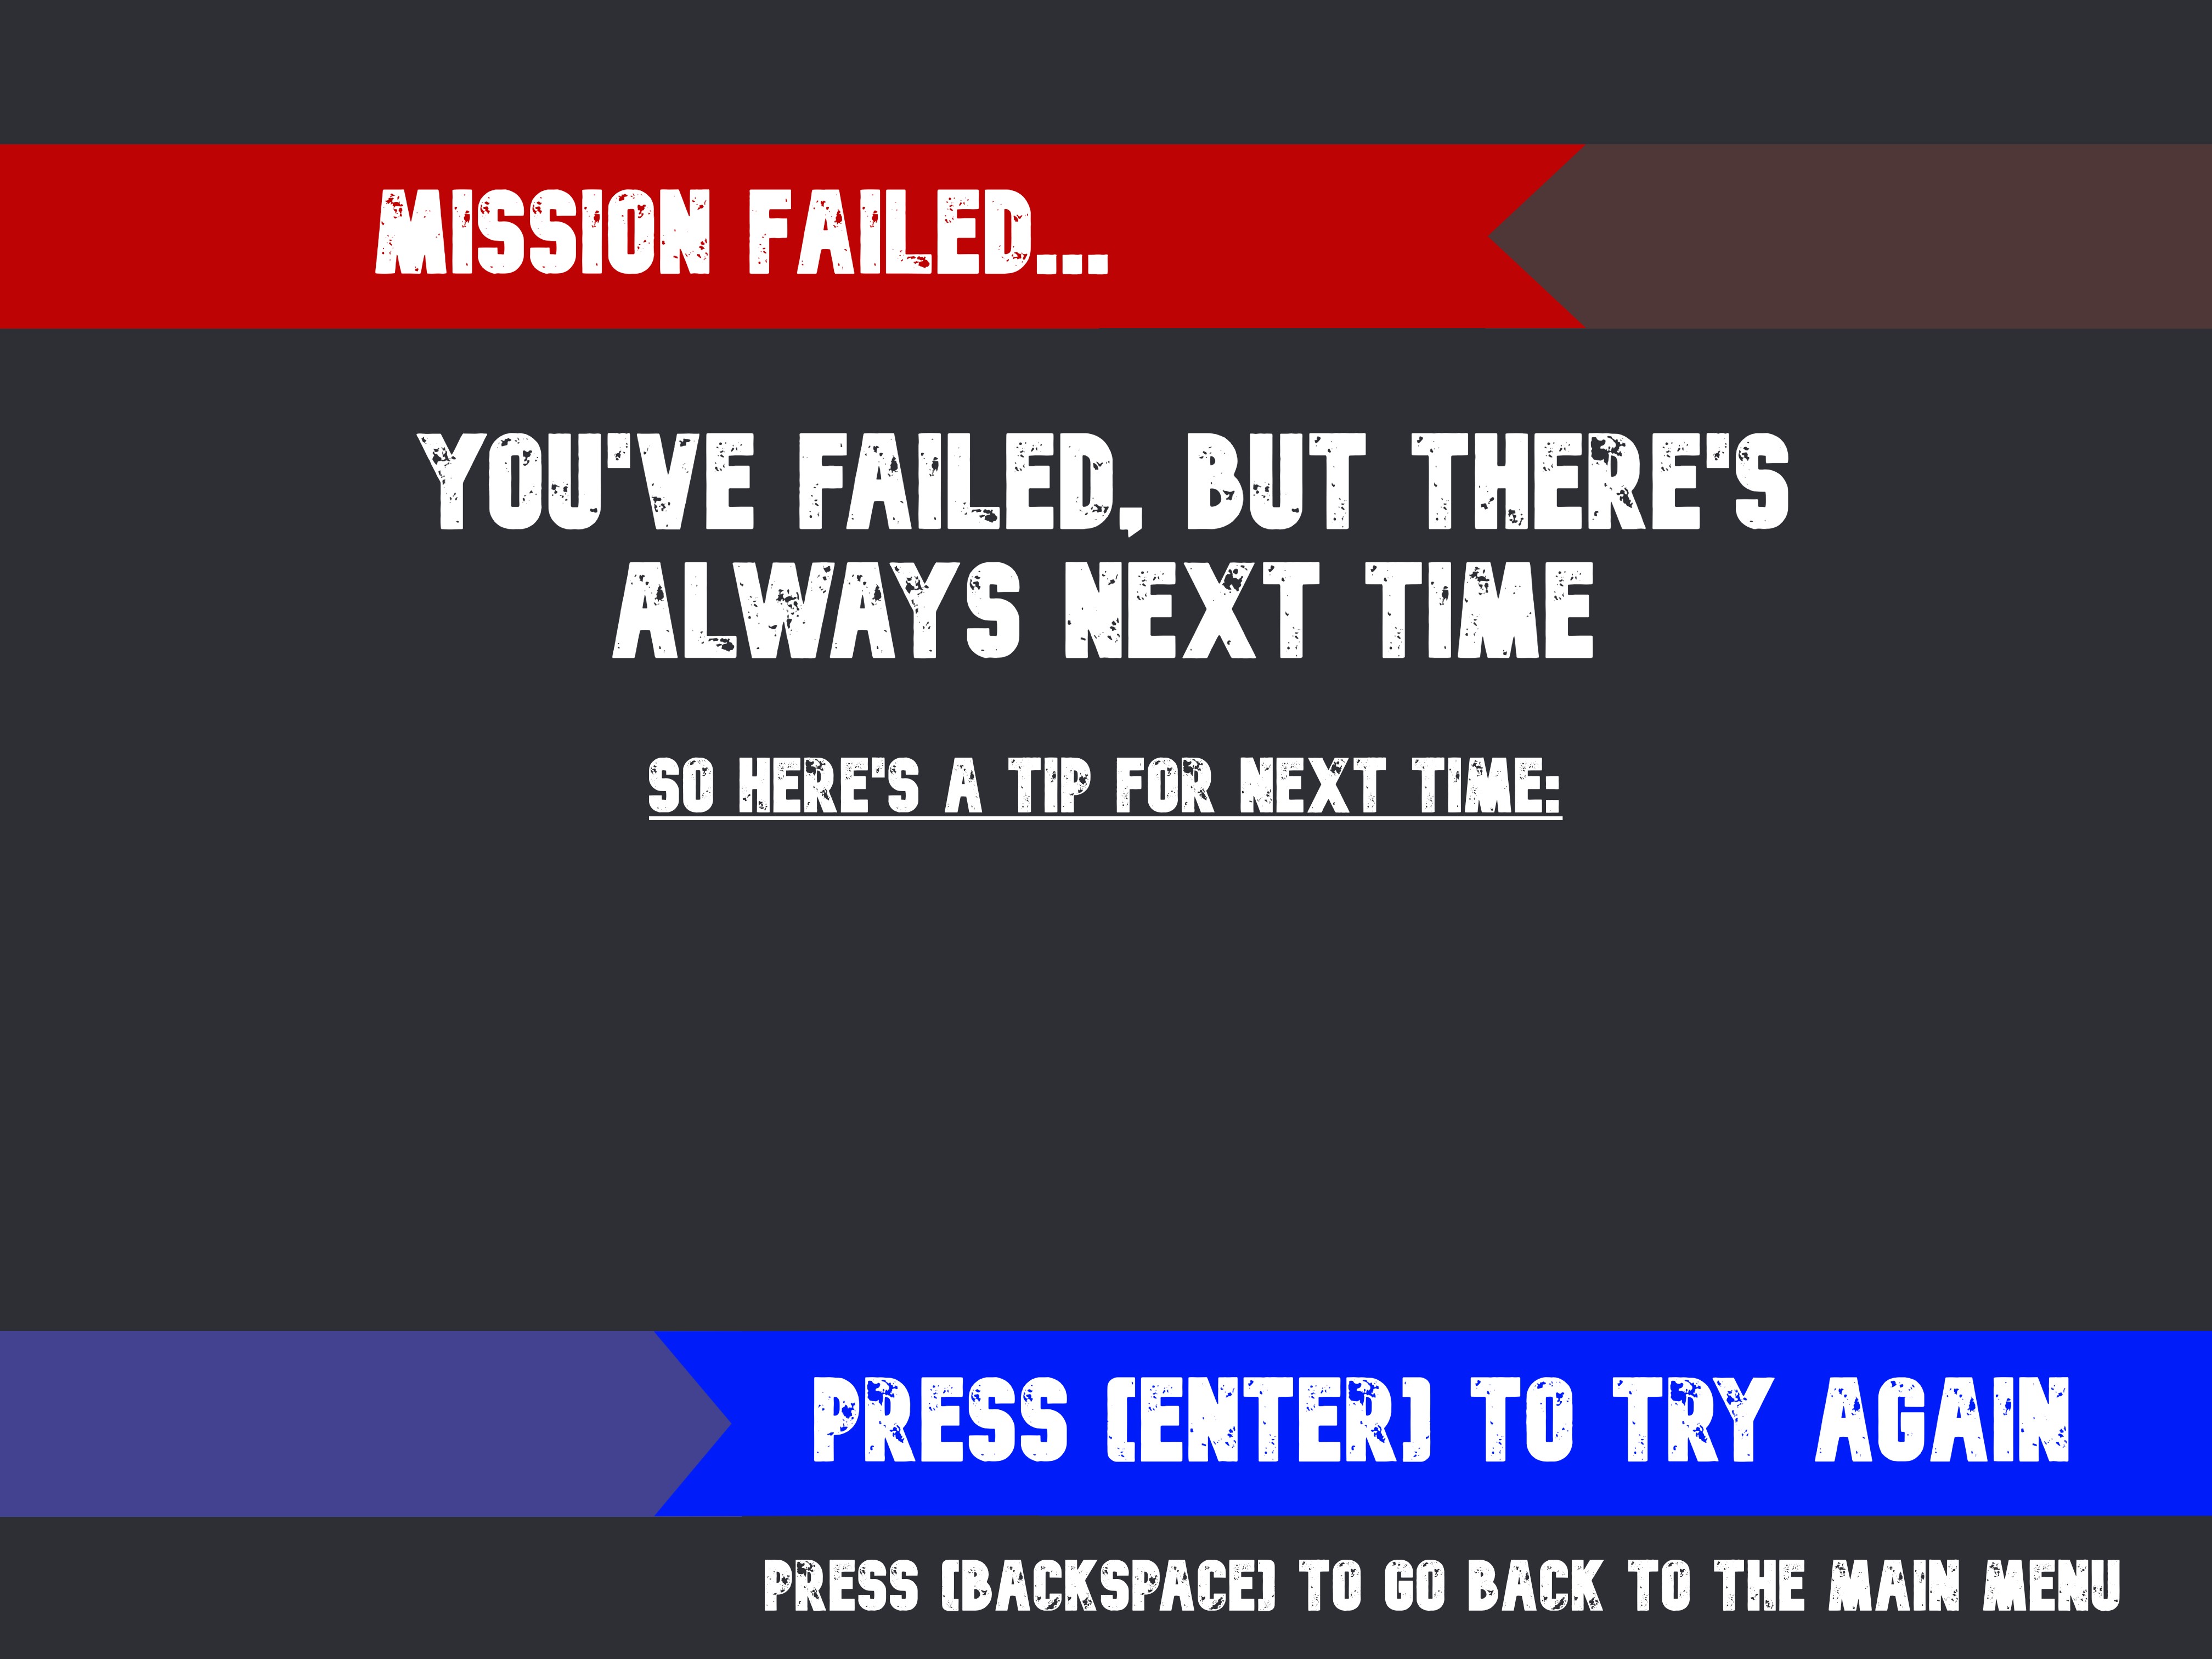 MISSION FAILED...
YOU'VE FAILED, BUT THERE'S
ALWAYS NEXT TIME
SO HERE'S A TIP FOR NEXT TIME:
PRESS [ENTER] TO TRY AGAIN
PRESS [BACKSPACE] TO GO BACK TO THE MAIN MENU